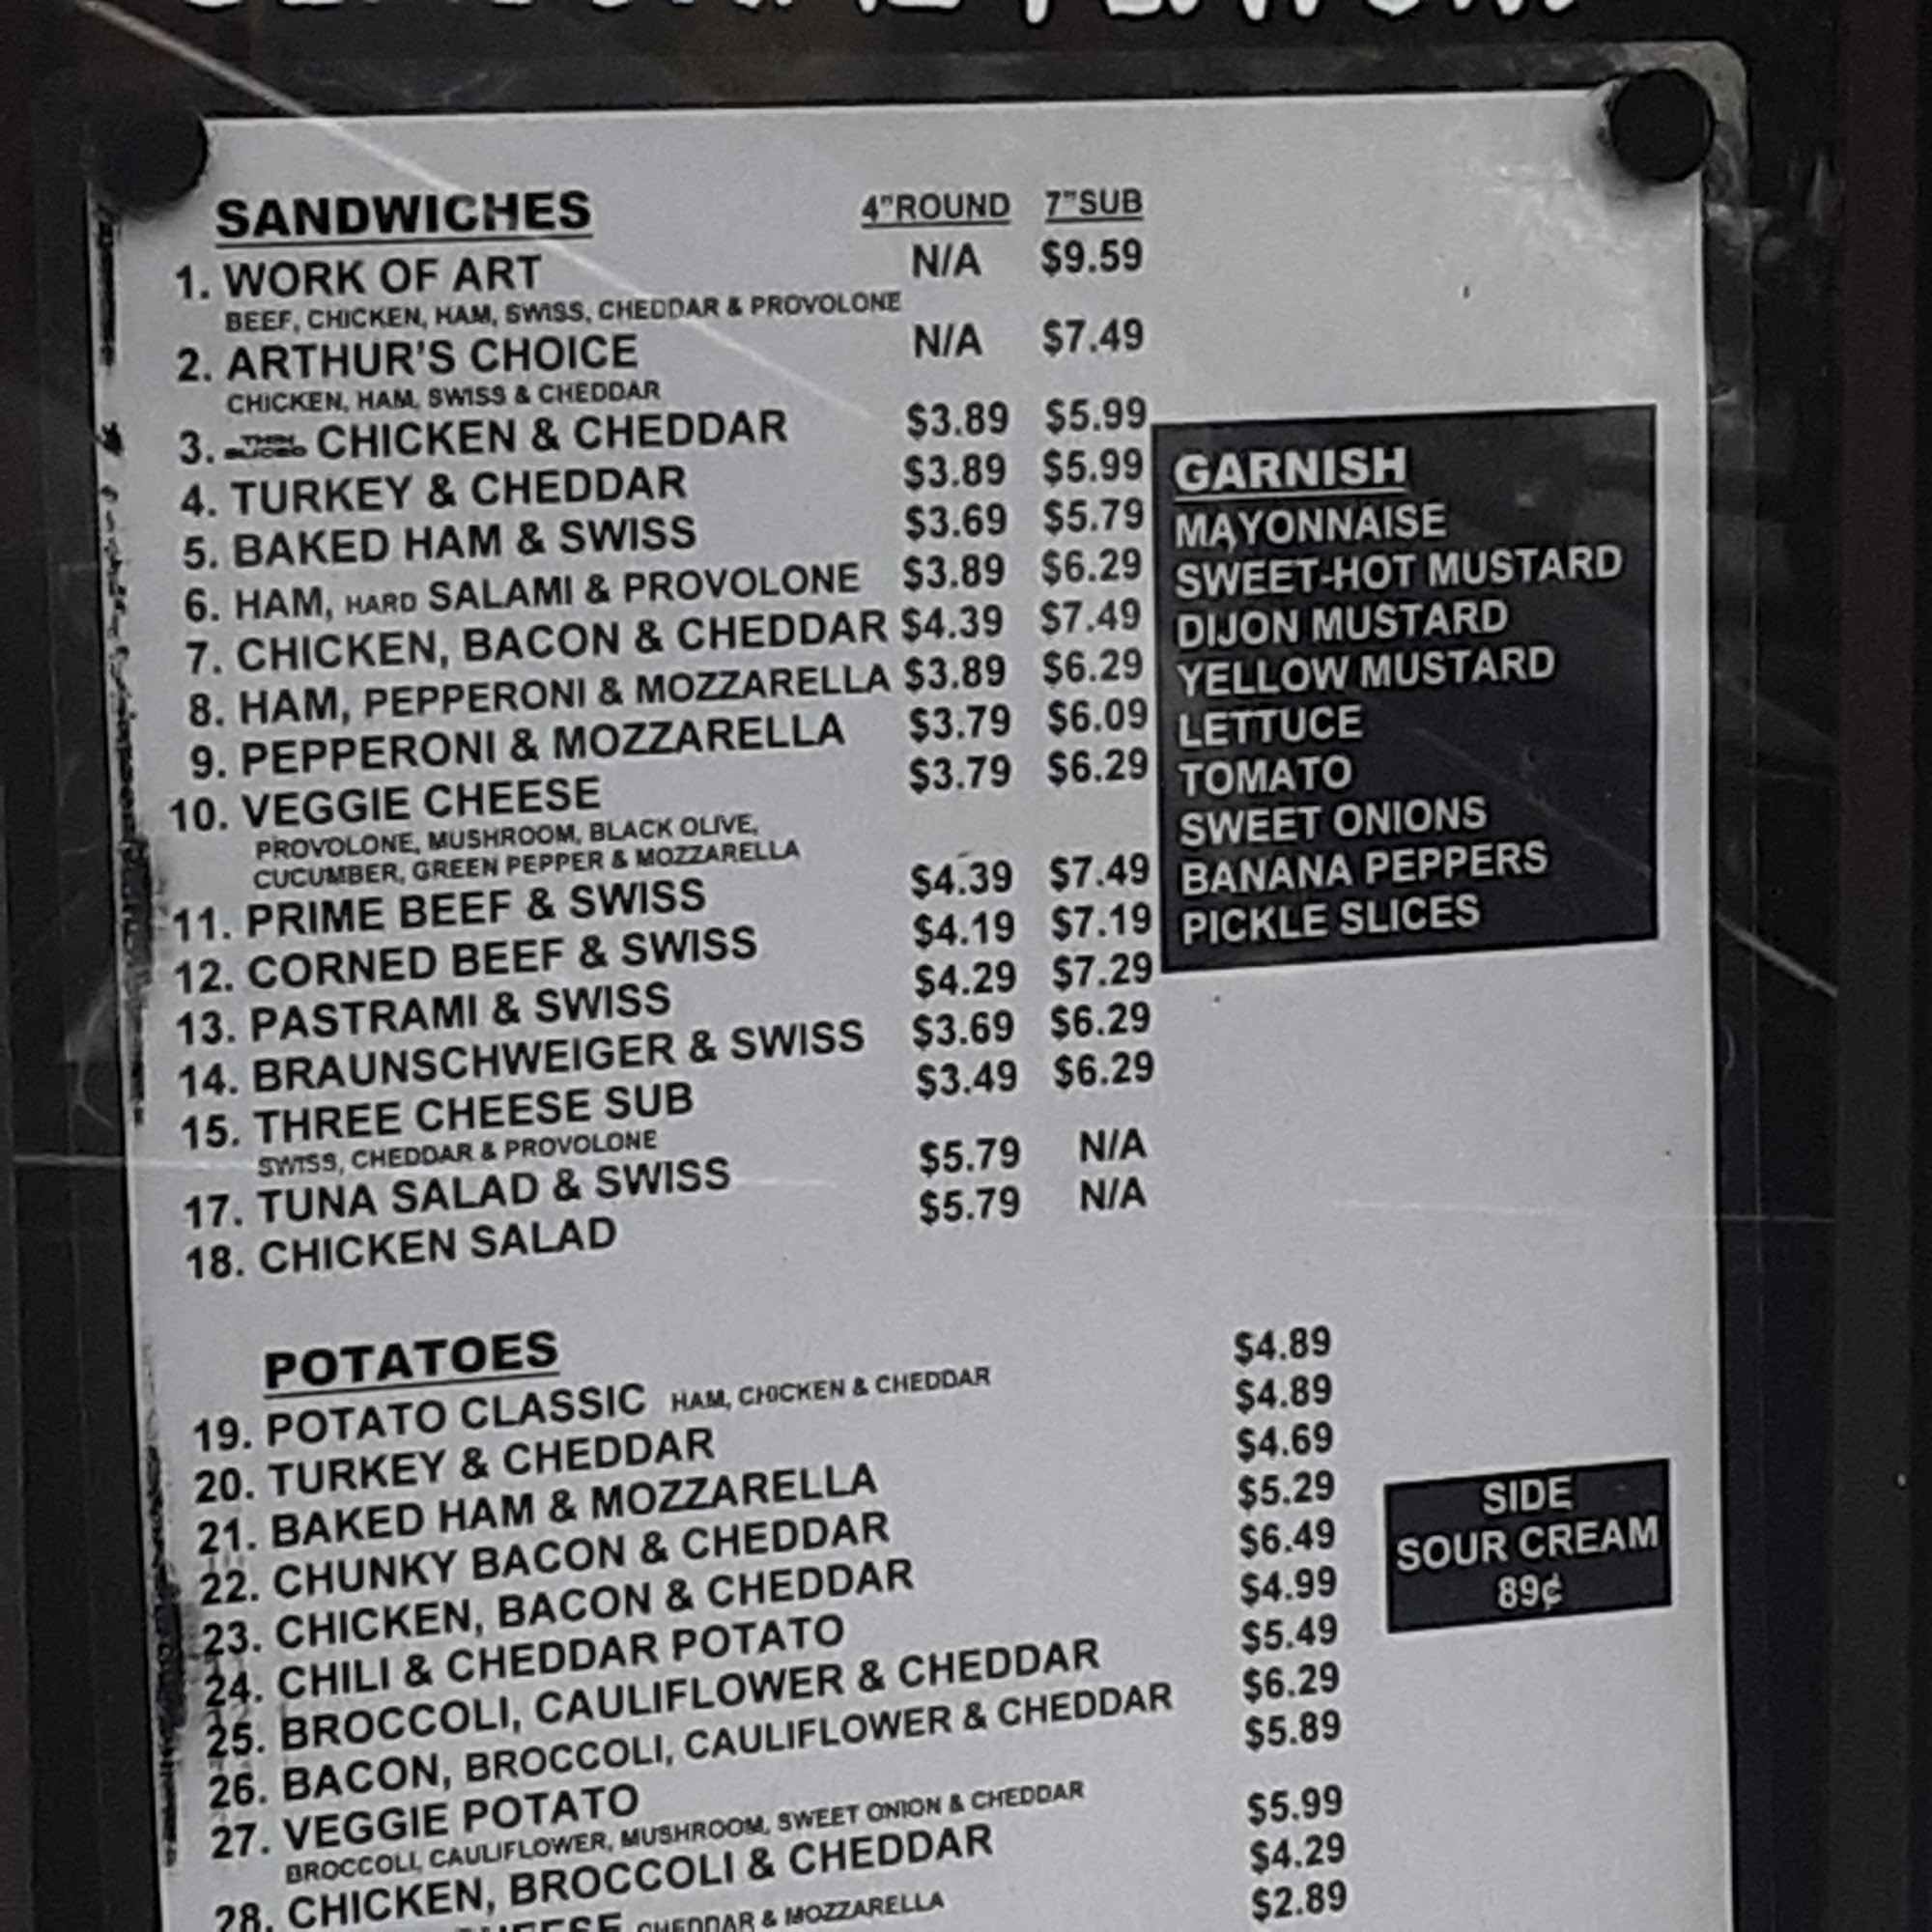 SANDWICHES 4"ROUND 7"SUB
1. WORK OF ART N/A $9.59
BEEF, CHICKEN, HAM, SWISS, CHEDDAR & PROVOLONE
2. ARTHUR'S CHOICE N/A $7.49
CHICKEN, HAM, SWISS & CHEDDAR
3. THIN SLICED CHICKEN & CHEDDAR $3.89 $5.99
4. TURKEY & CHEDDAR $3.89 $5.99
5. BAKED HAM & SWISS $3.69 $5.79
6. HAM, HARD SALAMI & PROVOLONE $3.89 $6.29
7. CHICKEN, BACON & CHEDDAR $4.39 $7.49
8. HAM, PEPPERONI & MOZZARELLA $3.89 $6.29
9. PEPPERONI & MOZZARELLA $3.79 $6.09
10. VEGGIE CHEESE $3.79 $6.29
PROVOLONE, MUSHROOM, BLACK OLIVE,
CUCUMBER, GREEN PEPPER & MOZZARELLA
11. PRIME BEEF & SWISS $4.39 $7.49
12. CORNED BEEF & SWISS $4.19 $7.19
13. PASTRAMI & SWISS $4.29 $7.29
14. BRAUNSCHWEIGER & SWISS $3.69 $6.29
15. THREE CHEESE SUB $3.49 $6.29
SWISS, CHEDDAR & PROVOLONE
17. TUNA SALAD & SWISS $5.79 N/A
18. CHICKEN SALAD $5.79 N/A
GARNISH
MAYONNAISE
SWEET-HOT MUSTARD
DIJON MUSTARD
YELLOW MUSTARD
LETTUCE
TOMATO
SWEET ONIONS
BANANA PEPPERS
PICKLE SLICES
POTATOES
19. POTATO CLASSIC HAM, CHICKEN & CHEDDAR $4.89
20. TURKEY & CHEDDAR $4.89
21. BAKED HAM & MOZZARELLA $4.69
22. CHUNKY BACON & CHEDDAR $5.29
23. CHICKEN, BACON & CHEDDAR $6.49
24. CHILI & CHEDDAR POTATO $4.99
25. BROCCOLI, CAULIFLOWER & CHEDDAR $5.49
26. BACON, BROCCOLI, CAULIFLOWER & CHEDDAR $6.29
27. VEGGIE POTATO $5.89
BROCCOLI, CAULIFLOWER, MUSHROOM, SWEET ONION & CHEDDAR
28. CHICKEN, BROCCOLI & CHEDDAR $5.99
CHEESE CHEDDAR & MOZZARELLA $4.29
$2.89
SIDE
SOUR CREAM
89¢